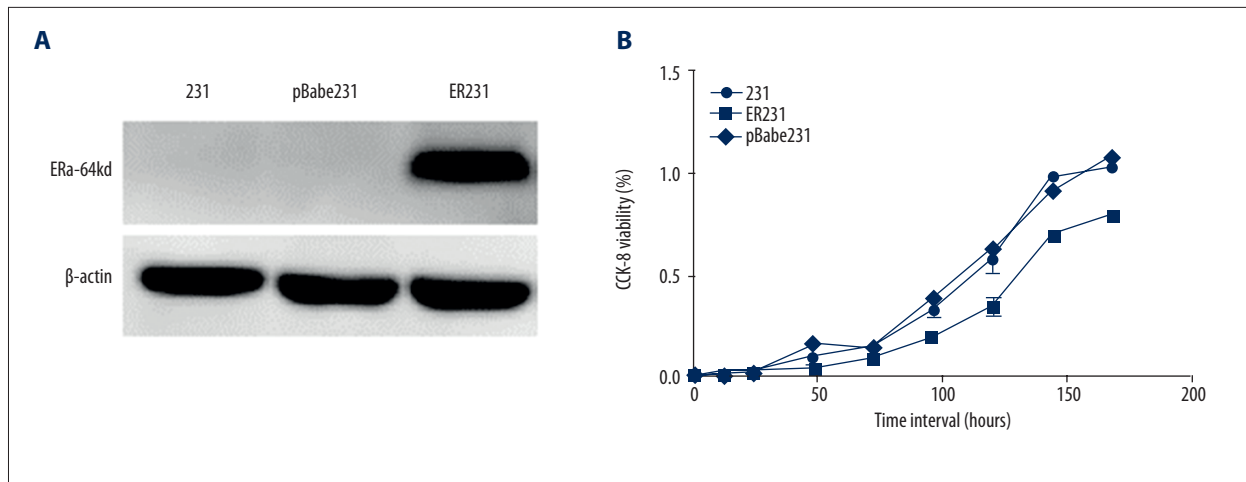 A
231 pBabe231 ER231
ERa-64kd
β-actin
B
1.5
231
ER231
pBabe231
1.0
CCK-8 viability (%)
0.5
0.0
0 50 100 150 200
Time interval (hours)